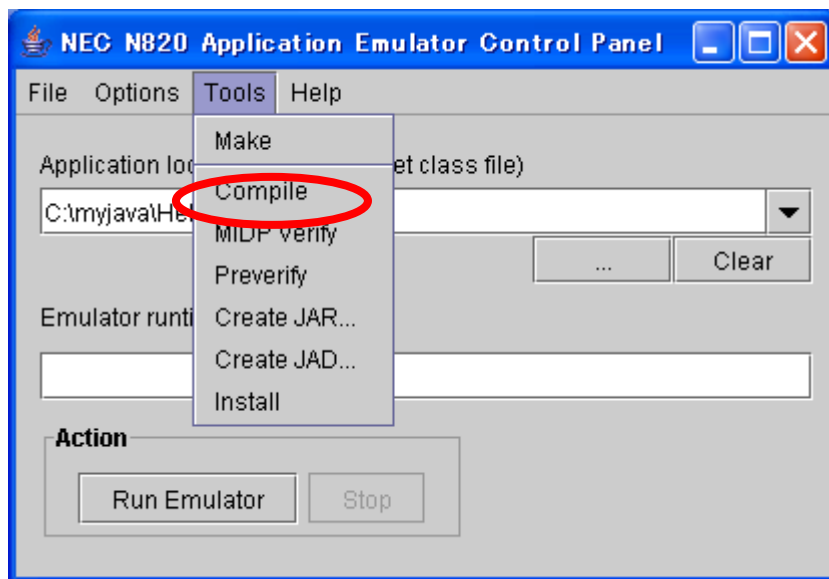 NEC N820 Application Emulator Control Panel
File Options Tools Help
Make
Application loc
et class file)
Compile
C:\myjava\Hel
MIDP Verify
... Clear
Preverify
Emulator runti
Create JAR...
Create JAD...
Install
Action
Run Emulator Stop